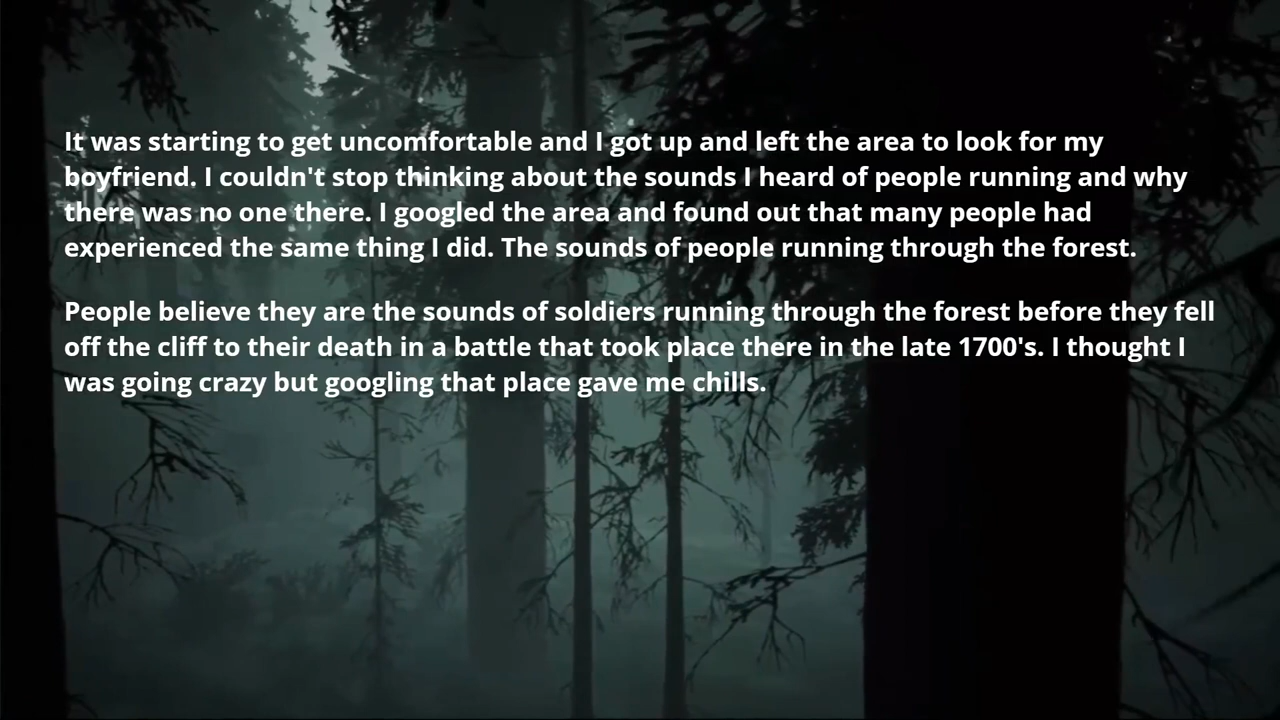 It was starting to get uncomfortable and I got up and left the area to look for my
boyfriend. I couldn't stop thinking about the sounds I heard of people running and why
there was no one there. I googled the area and found out that many people had
experienced the same thing I did. The sounds of people running through the forest.
People believe they are the sounds of soldiers running through the forest before they fell
off the cliff to their death in a battle that took place there in the late 1700's. I thought I
was going crazy but googling that place gave me chills.